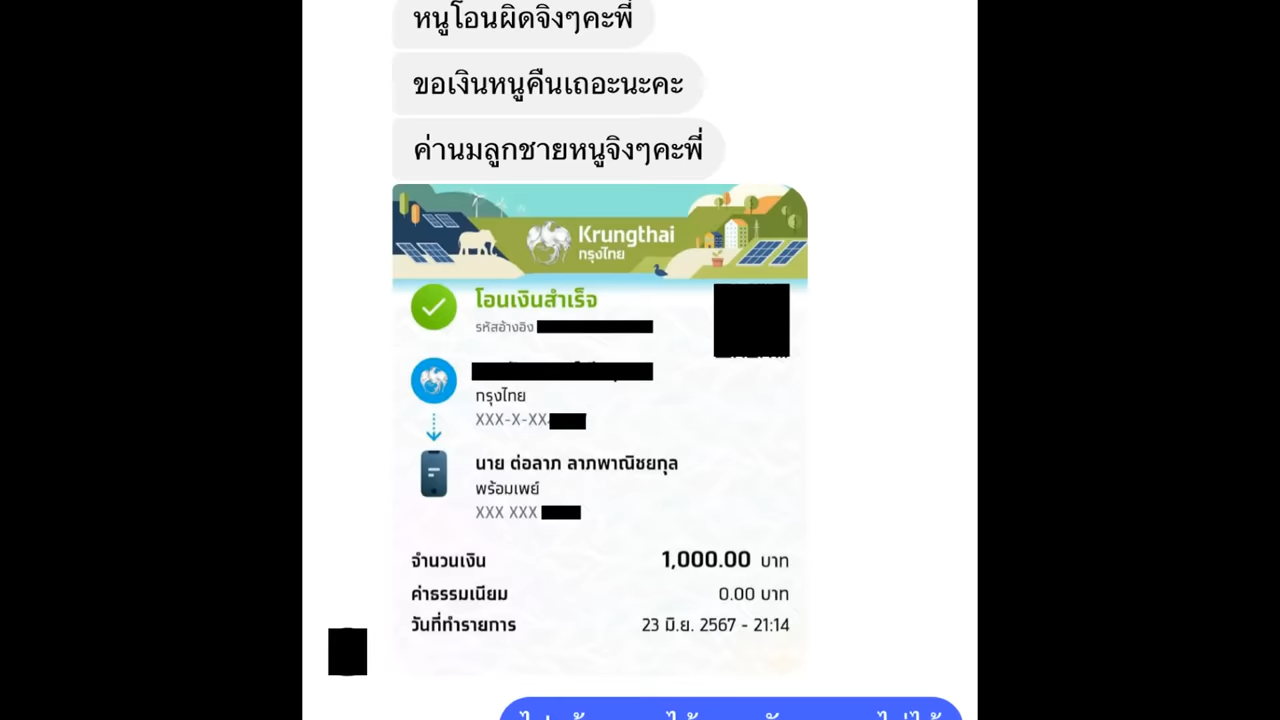 หนูโอนผิดจิงๆคะพี่
ขอเงินหนูคืนเถอะนะคะ
ค่านมลูกชายหนูจิงๆคะพี่
Krungthai
กรุงไทย
โอนเงินสำเร็จ
รหัสอ้างอิง
กรุงไทย
XXX-X-XX
นาย ต่อลาภ ลาภพาณิชยกุล
พร้อมเพย์
XXX XXX
จำนวนเงิน 1,000.00 บาท
ค่าธรรมเนียม 0.00 บาท
วันที่ทำรายการ 23 มิ.ย. 2567 - 21:14